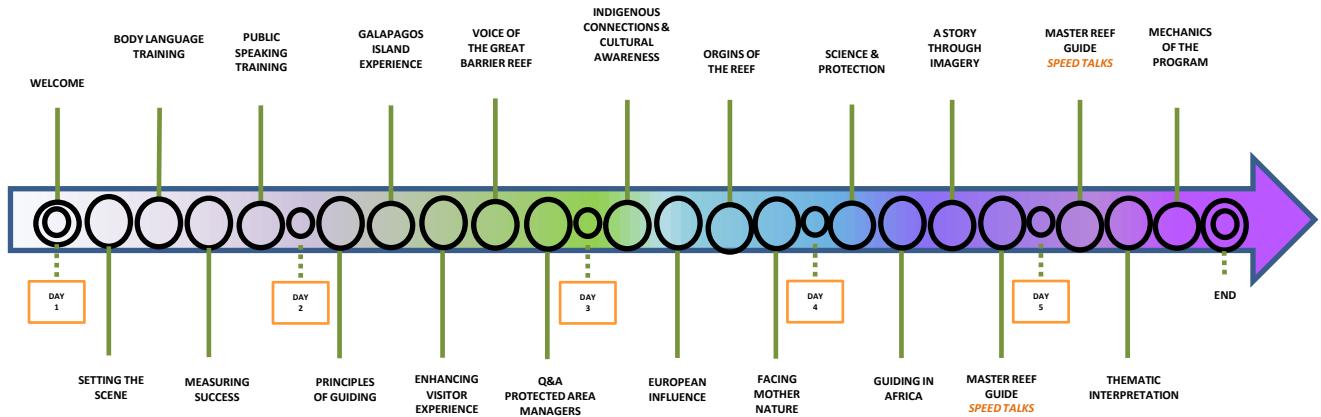 WELCOME
BODY LANGUAGE
TRAINING
PUBLIC
SPEAKING
TRAINING
GALAPAGOS
ISLAND
EXPERIENCE
VOICE OF
THE GREAT
BARRIER REEF
INDIGENOUS
CONNECTIONS &
CULTURAL
AWARENESS
ORGINS OF
THE REEF
SCIENCE &
PROTECTION
A STORY
THROUGH
IMAGERY
MASTER REEF
GUIDE
SPEED TALKS
MECHANICS
OF THE
PROGRAM
DAY
1
DAY
2
DAY
3
DAY
4
DAY
5
END
SETTING THE
SCENE
MEASURING
SUCCESS
PRINCIPLES
OF GUIDING
ENHANCING
VISITOR
EXPERIENCE
Q&A
PROTECTED AREA
MANAGERS
EUROPEAN
INFLUENCE
FACING
MOTHER
NATURE
GUIDING IN
AFRICA
MASTER REEF
GUIDE
SPEED TALKS
THEMATIC
INTERPRETATION